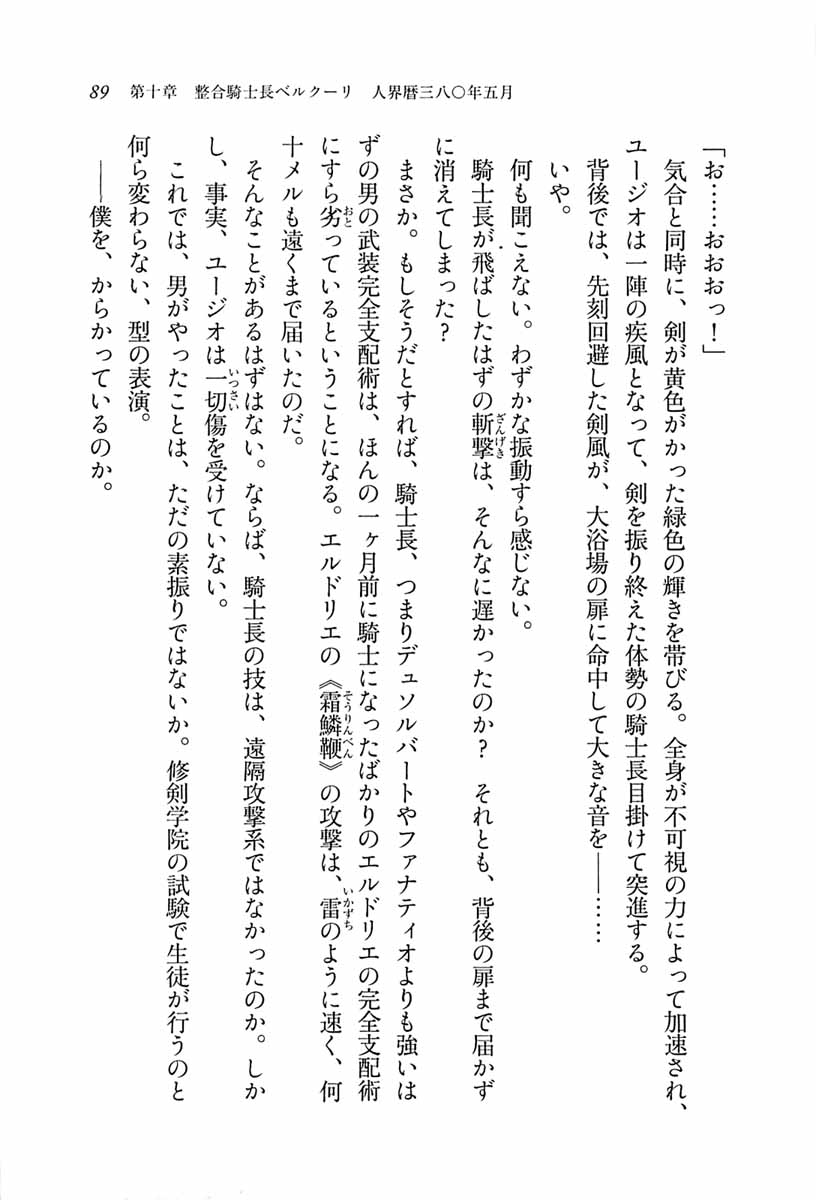 89　第十章　整合騎士長ベルクーリ　人界暦三八〇年五月
「お……おおおっ！」
　気合と同時に、剣が黄色がかった緑色の輝きを帯びる。全身が不可視の力によって加速され、
ユージオは一陣の疾風となって、剣を振り終えた体勢の騎士長目掛けて突進する。
　背後では、先刻回避した剣風が、大浴場の扉に命中して大きな音を――……
　いや。
　何も聞こえない。わずかな振動すら感じない。
　騎士長が飛ばしたはずの斬撃は、そんなに遅かったのか？　それとも、背後の扉まで届かず
に消えてしまった？
　まさか。もしそうだとすれば、騎士長、つまりデュソルバートやファナティオよりも強いは
ずの男の武装完全支配術は、ほんの一ヶ月前に騎士になったばかりのエルドリエの完全支配術
にすら劣っているということになる。エルドリエの《霜鱗鞭》の攻撃は、雷のように速く、何
十メルも遠くまで届いたのだ。
　そんなことがあるはずはない。ならば、騎士長の技は、遠隔攻撃系ではなかったのか。しか
し、事実、ユージオは一切傷を受けていない。
　これでは、男がやったことは、ただの素振りではないか。修剣学院の試験で生徒が行うのと
何ら変わらない、型の表演。
　――僕を、からかっているのか。